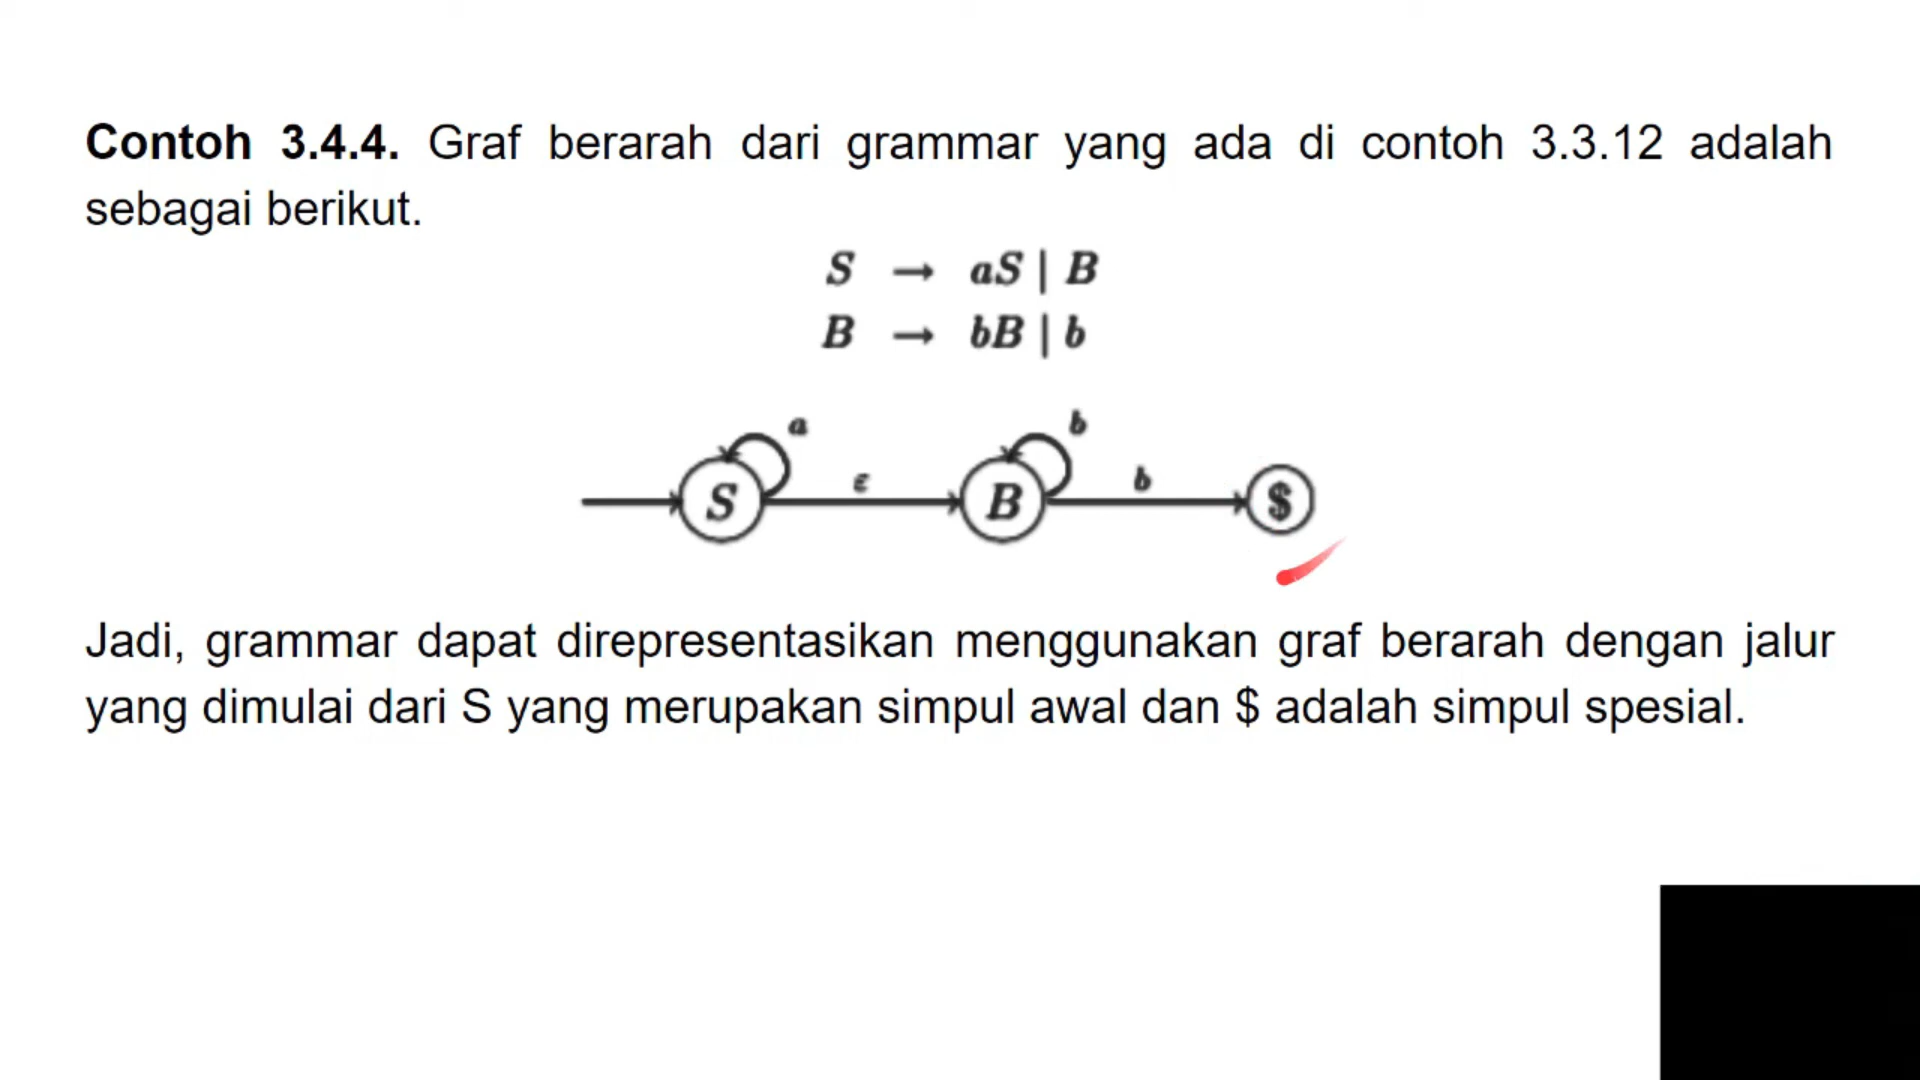 Contoh 3.4.4. Graf berarah dari grammar yang ada di contoh 3.3.12 adalah
sebagai berikut.
S → aS | B
B → bB | b
a b
S ε B b $
Jadi, grammar dapat direpresentasikan menggunakan graf berarah dengan jalur
yang dimulai dari S yang merupakan simpul awal dan $ adalah simpul spesial.